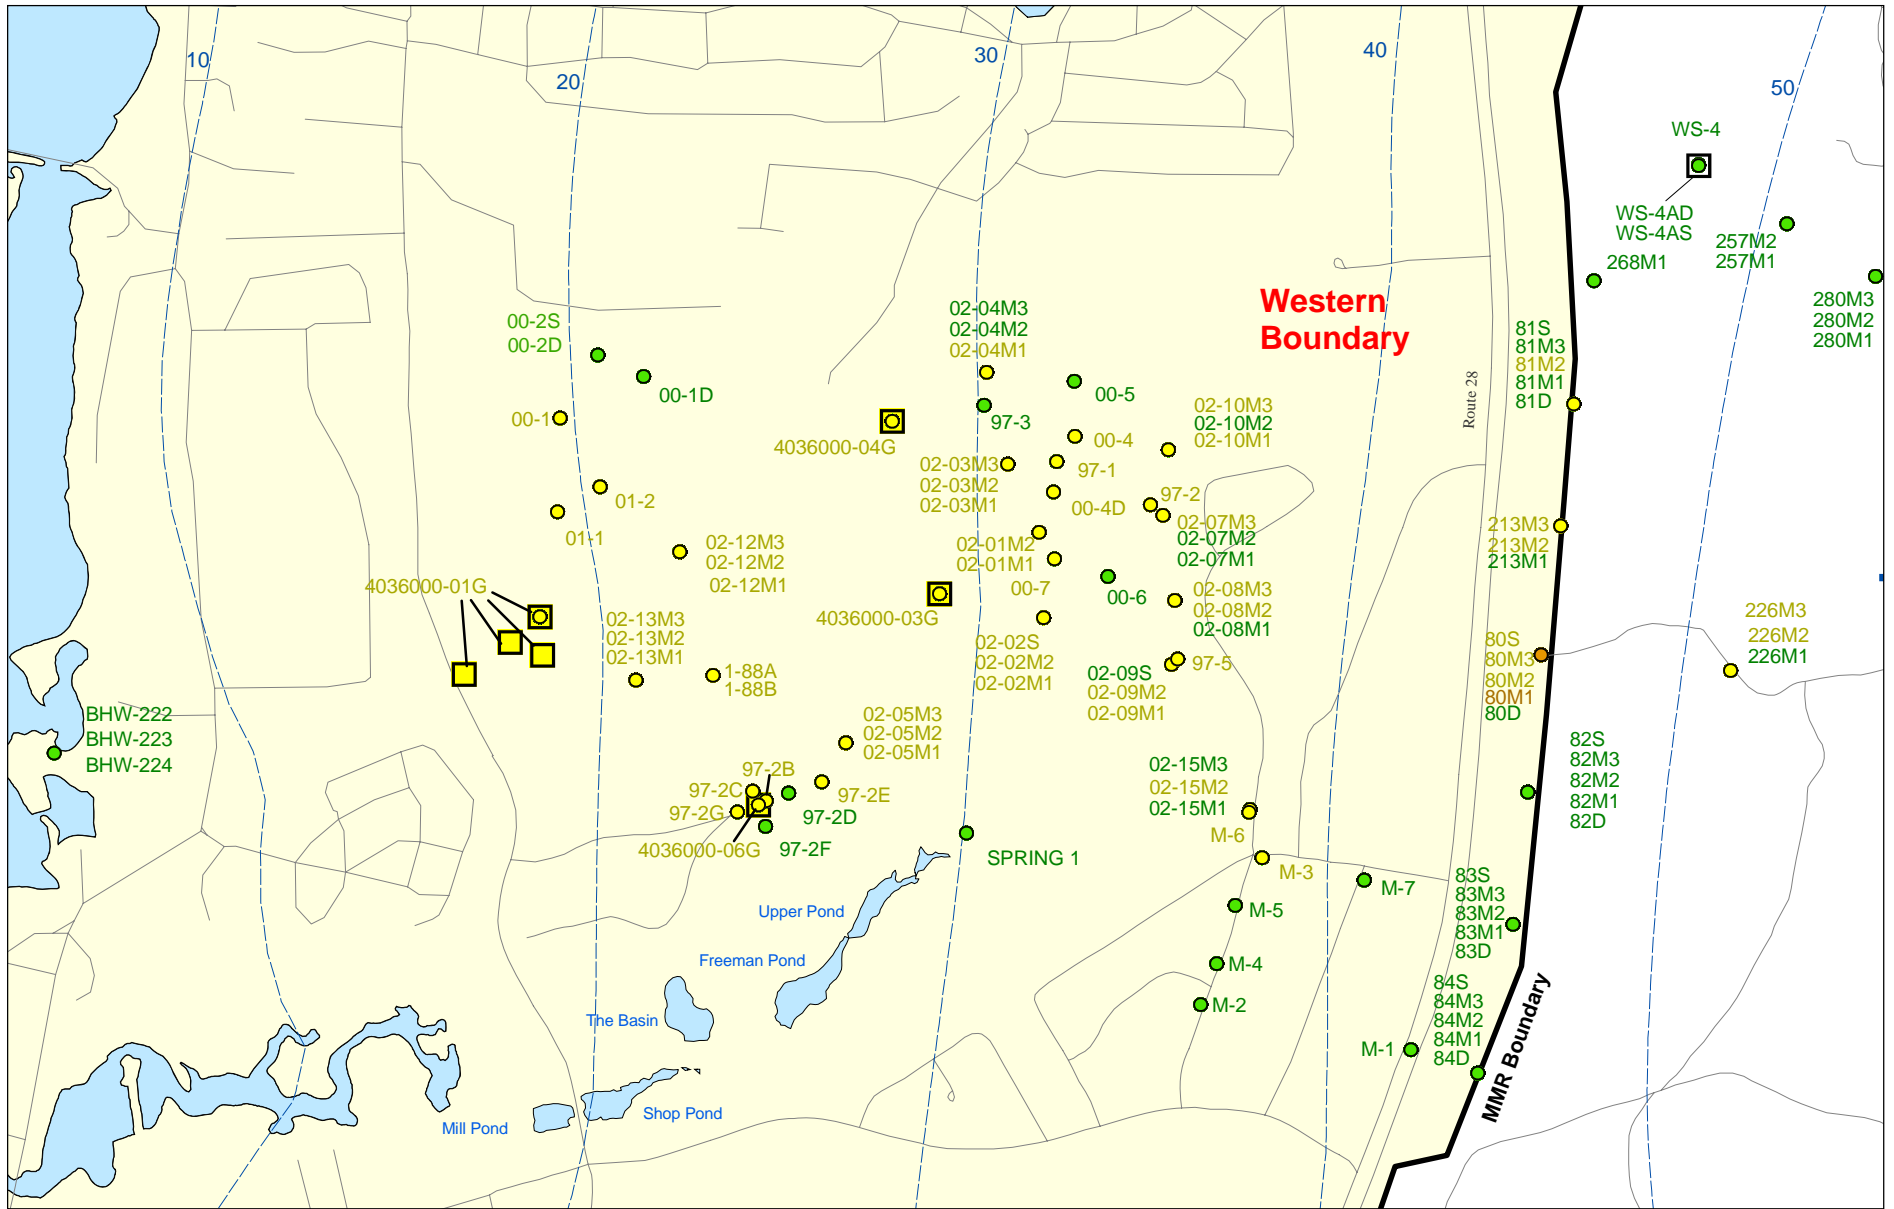 10
20
30
40
50
WS-4
WS-4AD
WS-4AS
257M2
257M1
268M1
280M3
280M2
280M1
Western
Boundary
00-2S
00-2D
00-1D
00-1
02-04M3
02-04M2
02-04M1
97-3
00-5
4036000-04G
00-4
97-1
02-10M3
02-10M2
02-10M1
Route 28
81S
81M3
81M2
81M1
81D
02-03M3
02-03M2
02-03M1
00-4D
97-2
02-07M3
02-07M2
02-07M1
01-2
01-1
02-12M3
02-12M2
02-12M1
02-01M2
02-01M1
00-7
00-6
213M3
213M2
213M1
4036000-01G
4036000-03G
02-08M3
02-08M2
02-08M1
02-13M3
02-13M2
02-13M1
1-88A
1-88B
02-02S
02-02M2
02-02M1
97-5
02-09S
02-09M2
02-09M1
226M3
226M2
226M1
80S
80M3
80M2
80M1
80D
BHW-222
BHW-223
BHW-224
02-05M3
02-05M2
02-05M1
82S
82M3
82M2
82M1
82D
97-2B
97-2C
97-2G
97-2E
97-2D
97-2F
4036000-06G
02-15M3
02-15M2
02-15M1
M-6
SPRING 1
M-3
M-7
M-5
83S
83M3
83M2
83M1
83D
Upper Pond
Freeman Pond
M-4
M-2
The Basin
84S
84M3
84M2
84M1
84D
M-1
MMR Boundary
Shop Pond
Mill Pond